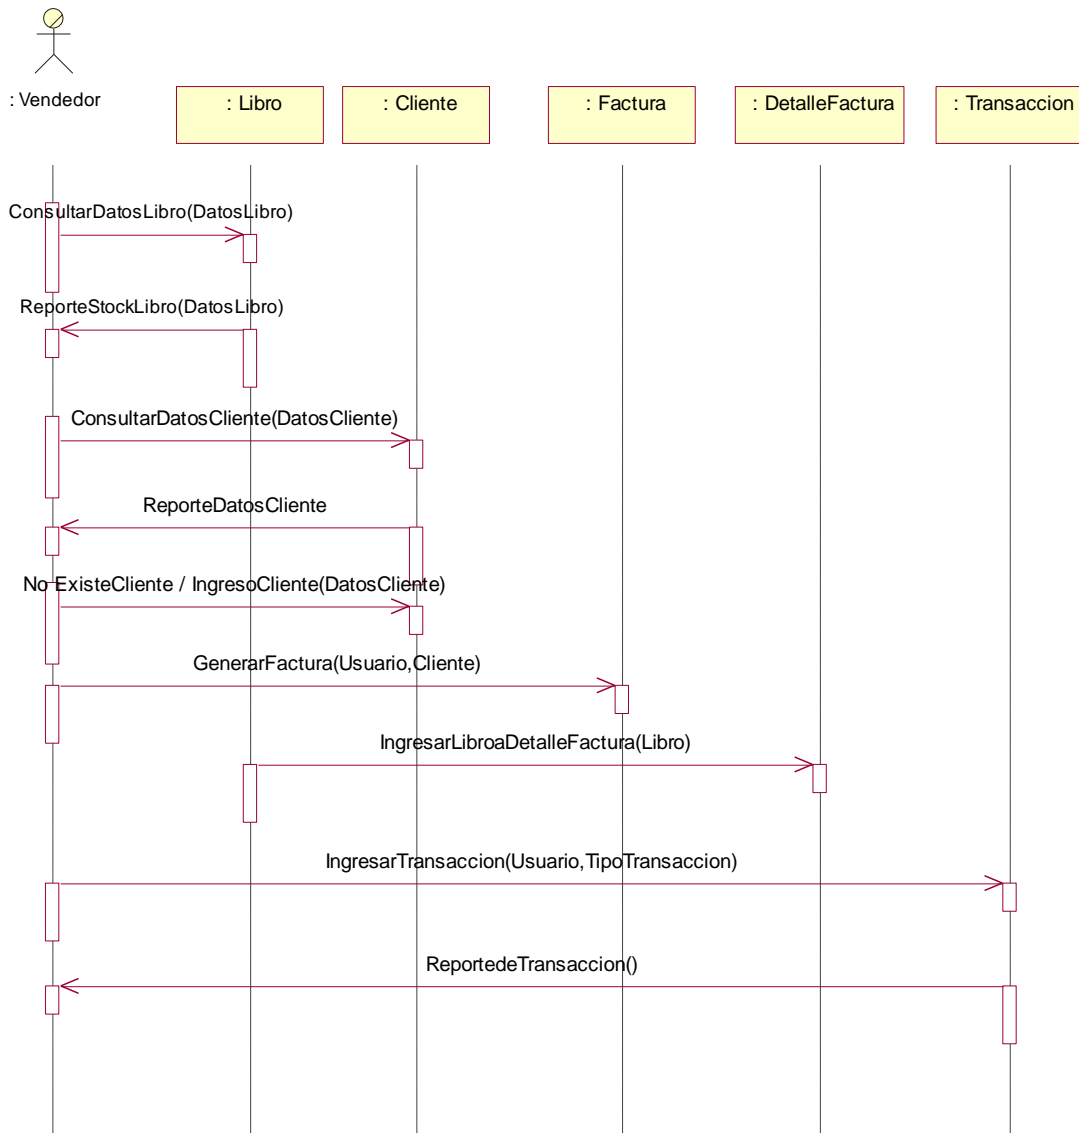 : Vendedor
: Libro
: Cliente
: Factura
: DetalleFactura
: Transaccion
ConsultarDatosLibro(DatosLibro)
ReporteStockLibro(DatosLibro)
ConsultarDatosCliente(DatosCliente)
ReporteDatosCliente
No ExisteCliente / IngresoCliente(DatosCliente)
GenerarFactura(Usuario,Cliente)
IngresarLibroaDetalleFactura(Libro)
IngresarTransaccion(Usuario,TipoTransaccion)
ReportedeTransaccion()